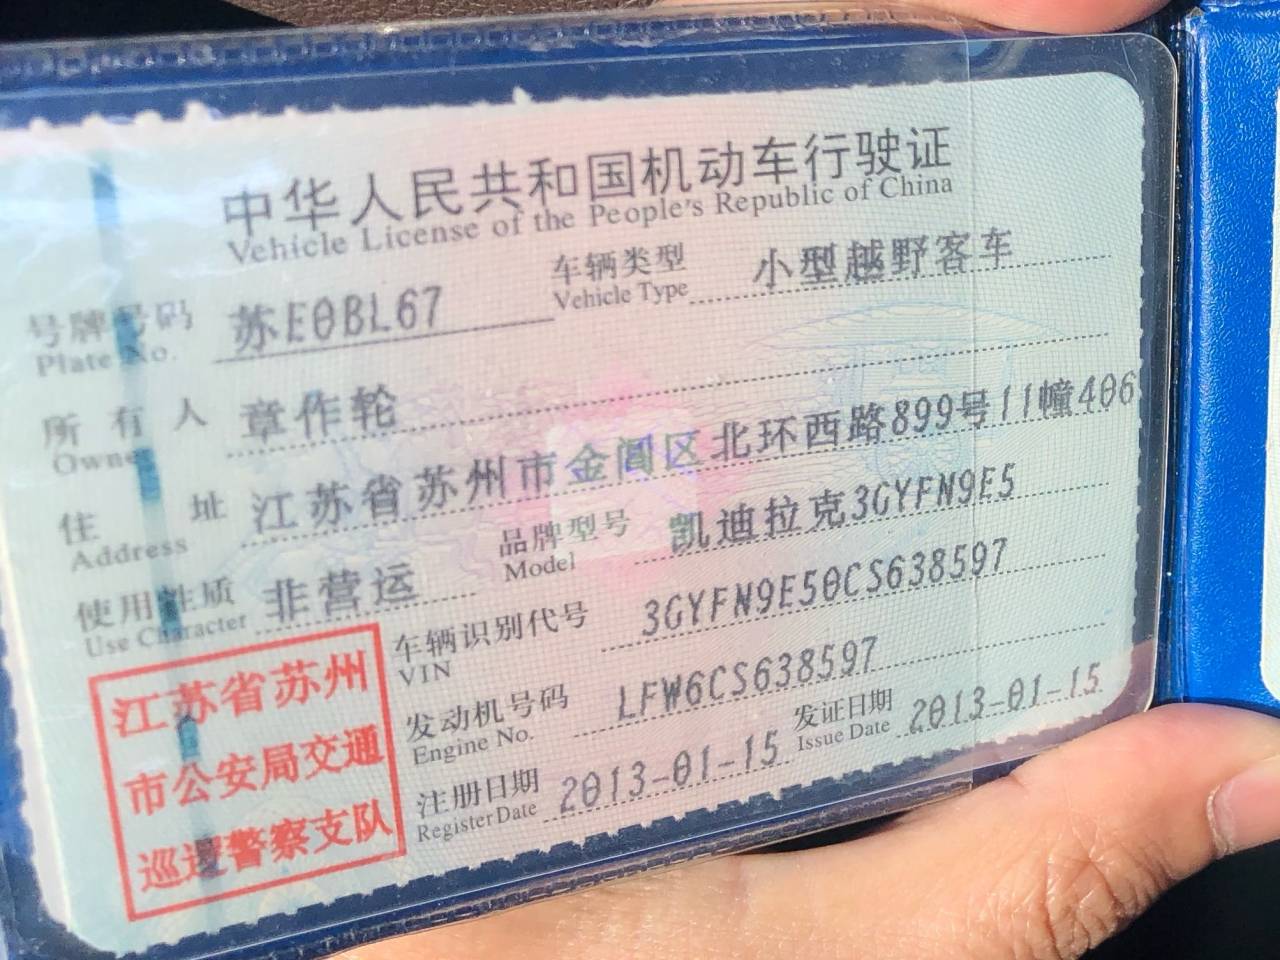 中华人民共和国机动车行驶证
Vehicle License of the People's Republic of China
号牌号码 苏E0BL67 车辆类型 小型越野客车
Plate No. Vehicle Type
所有人 章作轮
Owner
住址 江苏省苏州市金阊区北环西路899号11幢406
Address
品牌型号 凯迪拉克3GYFN9E5
Model
使用性质 非营运
Use Character
车辆识别代号 3GYFN9E50CS638597
VIN
发动机号码 LFW6CS638597
Engine No.
注册日期 2013-01-15 发证日期 2013-01-15
Register Date Issue Date
江苏省苏州
市公安局交通
巡逻警察支队